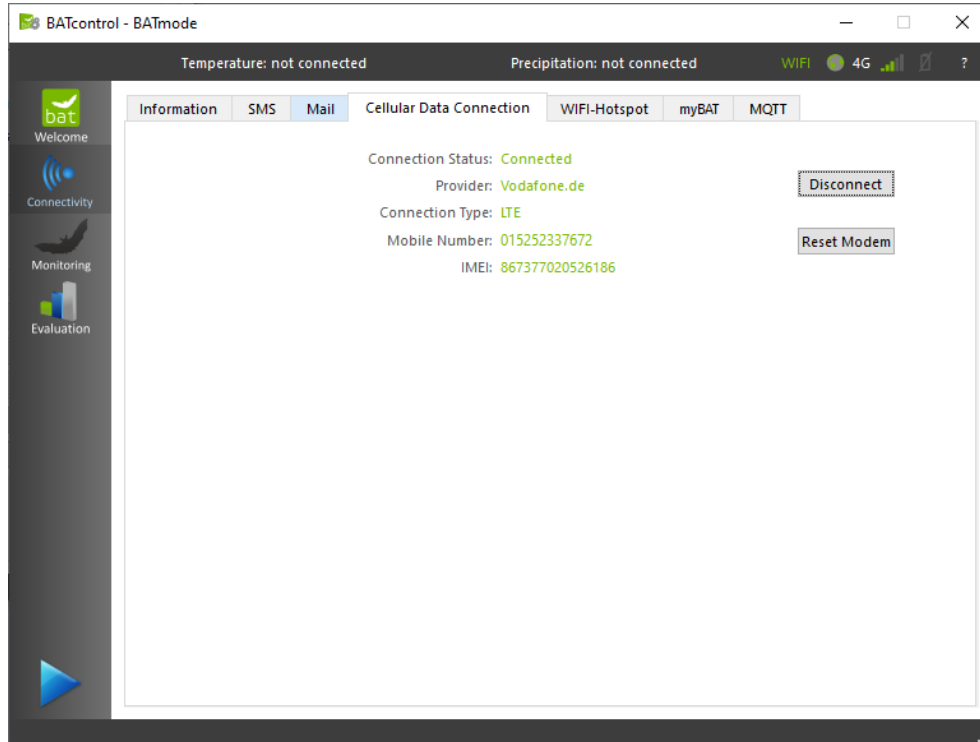 BATcontrol - BATmode
Temperature: not connected Precipitation: not connected WIFI 4G ?
bat
Welcome
Connectivity
Monitoring
Evaluation
Information SMS Mail Cellular Data Connection WIFI-Hotspot myBAT MQTT
Connection Status: Connected
Provider: Vodafone.de
Disconnect
Connection Type: LTE
Mobile Number: 015252337672
Reset Modem
IMEI: 867377020526186